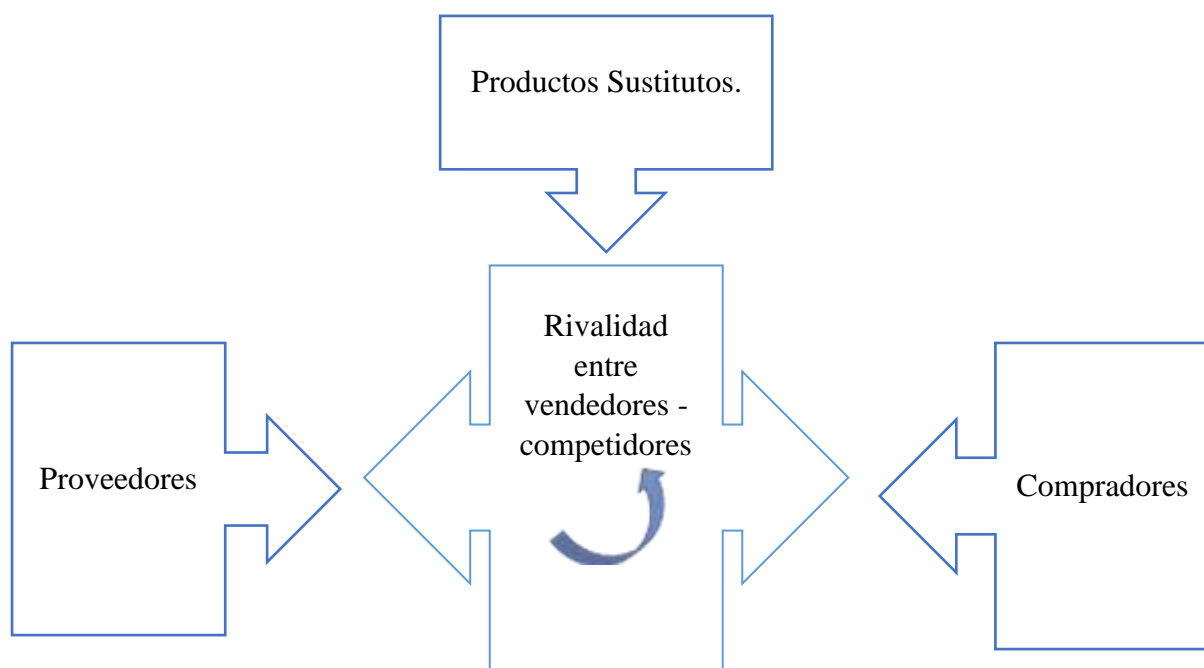 Productos Sustitutos.
Rivalidad
entre
vendedores -
competidores
Proveedores
Compradores